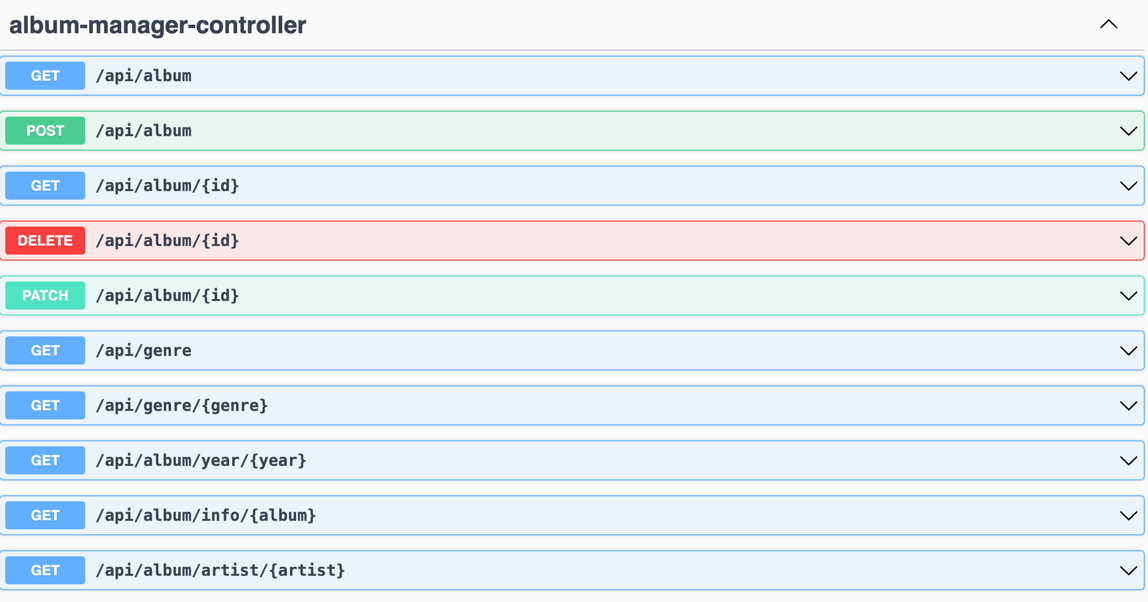 album-manager-controller
GET /api/album
POST /api/album
GET /api/album/{id}
DELETE /api/album/{id}
PATCH /api/album/{id}
GET /api/genre
GET /api/genre/{genre}
GET /api/album/year/{year}
GET /api/album/info/{album}
GET /api/album/artist/{artist}